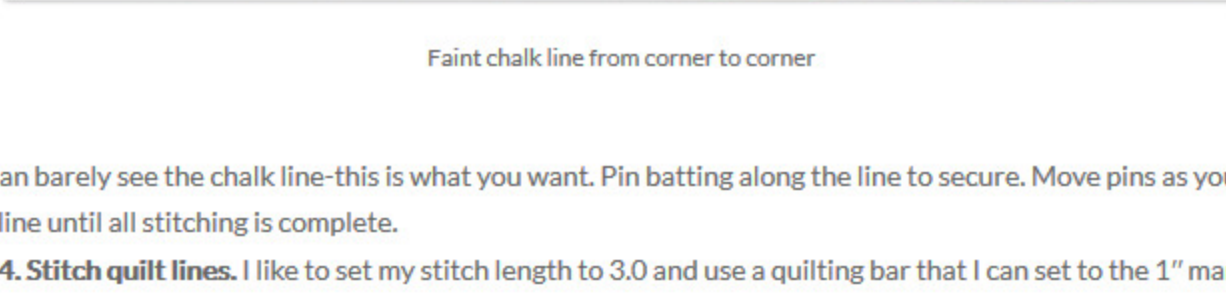 Faint chalk line from corner to corner
an barely see the chalk line-this is what you want. Pin batting along the line to secure. Move pins as you
line until all stitching is complete.
4. Stitch quilt lines. I like to set my stitch length to 3.0 and use a quilting bar that I can set to the 1″ ma